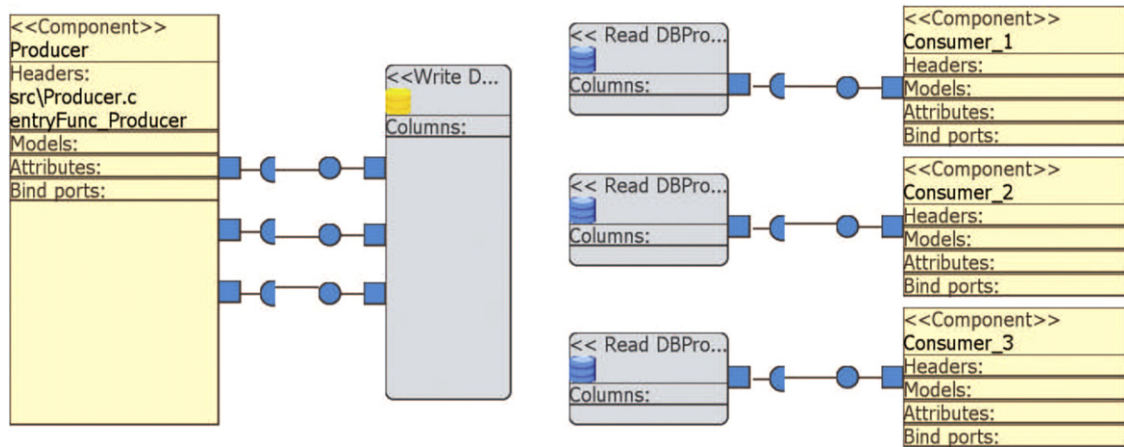 <<Component>>
Producer
Headers:
src\Producer.c
entryFunc_Producer
Models:
Attributes:
Bind ports:
<<Write D...
Columns:
<< Read DBPro...
Columns:
<<Component>>
Consumer_1
Headers:
Models:
Attributes:
Bind ports:
<< Read DBPro...
Columns:
<<Component>>
Consumer_2
Headers:
Models:
Attributes:
Bind ports:
<< Read DBPro...
Columns:
<<Component>>
Consumer_3
Headers:
Models:
Attributes:
Bind ports: